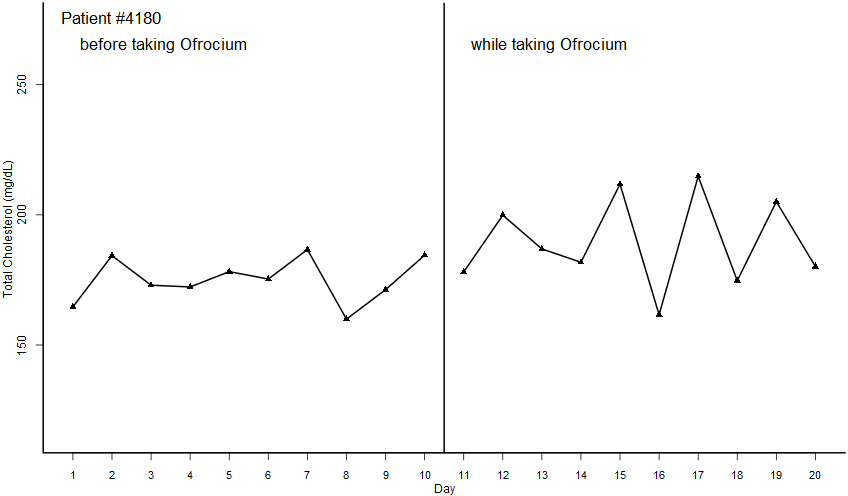 Patient #4180
before taking Ofrocium
while taking Ofrocium
Total Cholesterol (mg/dL)
250
200
150
1 2 3 4 5 6 7 8 9 10 11 12 13 14 15 16 17 18 19 20
Day